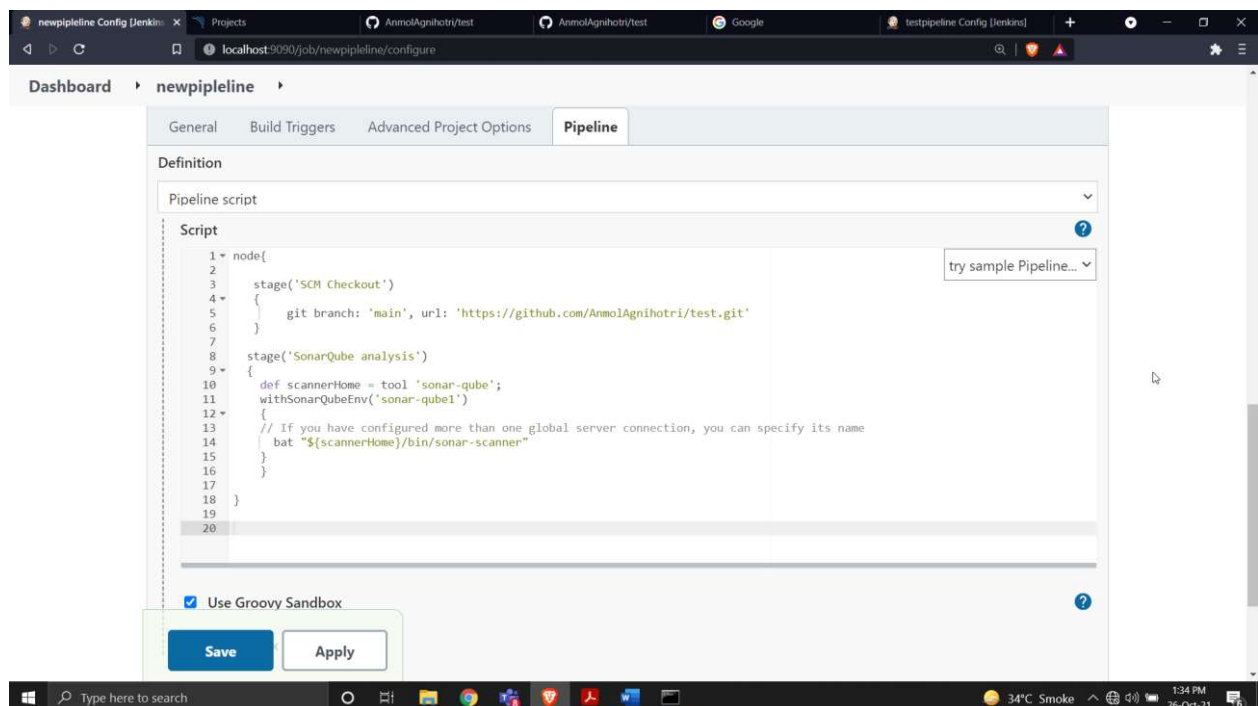 newpipleline Config [Jenkins]
Projects
AnmolAgnihotri/test
AnmolAgnihotri/test
Google
testpipeline Config [Jenkins]
localhost:9090/job/newpipleline/configure
Dashboard newpipleline
General Build Triggers Advanced Project Options Pipeline
Definition
Pipeline script
Script
try sample Pipeline...
1 node{
2
3 stage('SCM Checkout')
4 {
5 git branch: 'main', url: 'https://github.com/AnmolAgnihotri/test.git'
6 }
7
8 stage('SonarQube analysis')
9 {
10 def scannerHome = tool 'sonar-qube';
11 withSonarQubeEnv('sonar-qube1')
12 {
13 // If you have configured more than one global server connection, you can specify its name
14 bat "${scannerHome}/bin/sonar-scanner"
15 }
16 }
17
18 }
19
20
Use Groovy Sandbox
Save Apply
Type here to search
34°C Smoke
1:34 PM
26-Oct-21